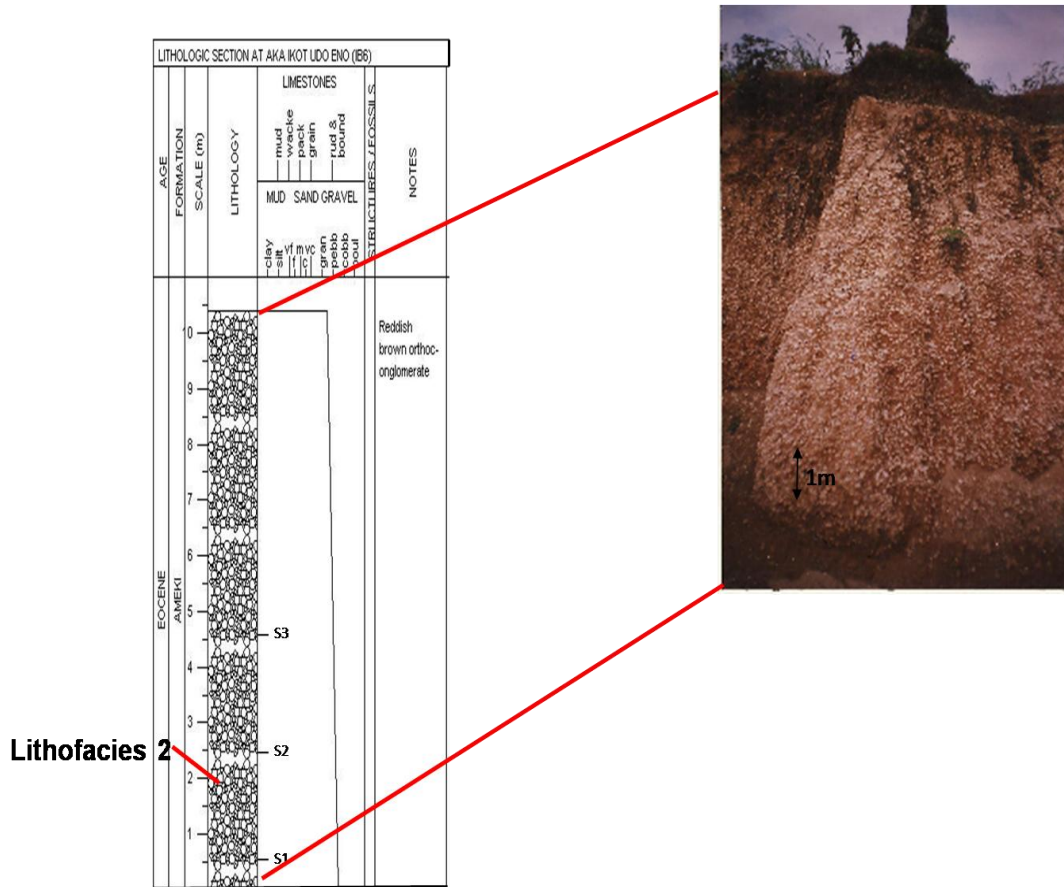 LITHOLOGIC SECTION AT AKA IKOT UDO ENO (IB6)
AGE
FORMATION
SCALE (m)
LITHOLOGY
LIMESTONES
mud
wacke
pack
grain
rud &
bound
MUD SAND GRAVEL
clay
silt
vf
f
m
c
vc
gran
pebb
cobb
boul
STRUCTURES / FOSSILS
NOTES
10
9
8
7
6
5
4
3
2
1
EOCENE
AMEKI
S3
S2
S1
Reddish
brown orthoc-
onglomerate
Lithofacies 2
1m